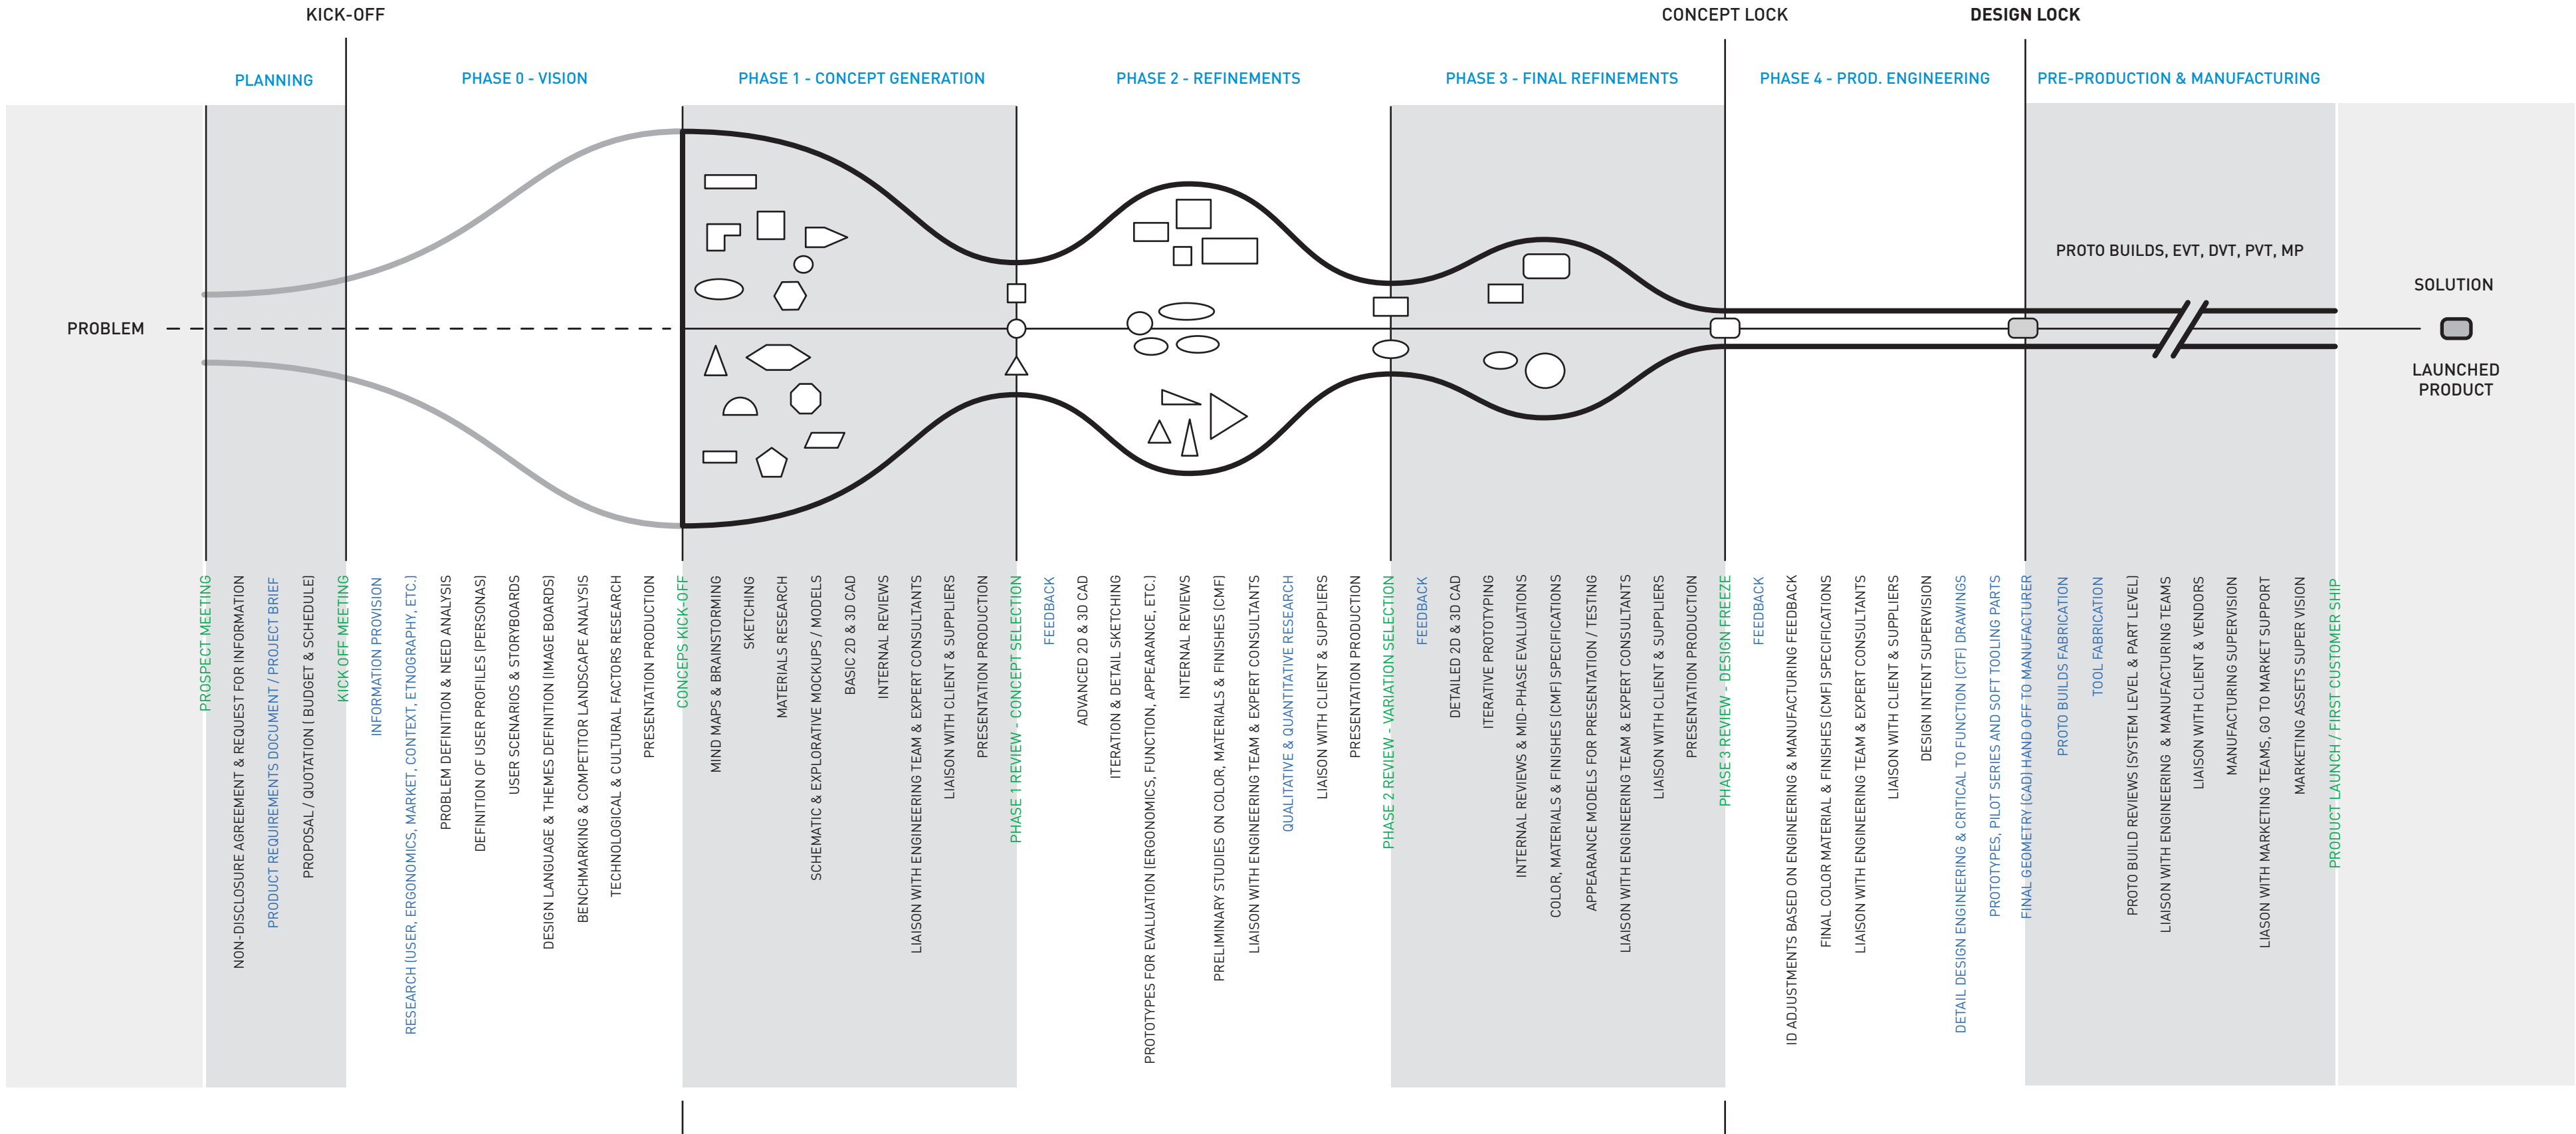 KICK-OFF
CONCEPT LOCK
DESIGN LOCK
PLANNING
PHASE 0 - VISION
PHASE 1 - CONCEPT GENERATION
PHASE 2 - REFINEMENTS
PHASE 3 - FINAL REFINEMENTS
PHASE 4 - PROD. ENGINEERING
PRE-PRODUCTION & MANUFACTURING
PROTO BUILDS, EVT, DVT, PVT, MP
PROBLEM
SOLUTION
LAUNCHED
PRODUCT
PROSPECT MEETING
NON-DISCLOSURE AGREEMENT & REQUEST FOR INFORMATION
PRODUCT REQUIREMENTS DOCUMENT / PROJECT BRIEF
PROPOSAL / QUOTATION ( BUDGET & SCHEDULE)
KICK OFF MEETING
INFORMATION PROVISION
RESEARCH (USER, ERGONOMICS, MARKET, CONTEXT, ETNOGRAPHY, ETC.)
PROBLEM DEFINITION & NEED ANALYSIS
DEFINITION OF USER PROFILES (PERSONAS)
USER SCENARIOS & STORYBOARDS
DESIGN LANGUAGE & THEMES DEFINITION (IMAGE BOARDS)
BENCHMARKING & COMPETITOR LANDSCAPE ANALYSIS
TECHNOLOGICAL & CULTURAL FACTORS RESEARCH
PRESENTATION PRODUCTION
CONCEPS KICK-OFF
MIND MAPS & BRAINSTORMING
SKETCHING
MATERIALS RESEARCH
SCHEMATIC & EXPLORATIVE MOCKUPS / MODELS
BASIC 2D & 3D CAD
INTERNAL REVIEWS
LIAISON WITH ENGINEERING TEAM & EXPERT CONSULTANTS
LIAISON WITH CLIENT & SUPPLIERS
PRESENTATION PRODUCTION
PHASE 1 REVIEW - CONCEPT SELECTION
FEEDBACK
ADVANCED 2D & 3D CAD
ITERATION & DETAIL SKETCHING
PROTOTYPES FOR EVALUATION (ERGONOMICS, FUNCTION, APPEARANCE, ETC.)
INTERNAL REVIEWS
PRELIMINARY STUDIES ON COLOR, MATERIALS & FINISHES (CMF)
LIAISON WITH ENGINEERING TEAM & EXPERT CONSULTANTS
QUALITATIVE & QUANTITATIVE RESEARCH
LIAISON WITH CLIENT & SUPPLIERS
PRESENTATION PRODUCTION
PHASE 2 REVIEW - VARIATION SELECTION
FEEDBACK
DETAILED 2D & 3D CAD
ITERATIVE PROTOTYPING
INTERNAL REVIEWS & MID-PHASE EVALUATIONS
COLOR, MATERIALS & FINISHES (CMF) SPECIFICATIONS
APPEARANCE MODELS FOR PRESENTATION / TESTING
LIAISON WITH ENGINEERING TEAM & EXPERT CONSULTANTS
LIAISON WITH CLIENT & SUPPLIERS
PRESENTATION PRODUCTION
PHASE 3 REVIEW - DESIGN FREEZE
FEEDBACK
ID ADJUSTMENTS BASED ON ENGINEERING & MANUFACTURING FEEDBACK
FINAL COLOR MATERIAL & FINISHES (CMF) SPECIFICATIONS
LIAISON WITH ENGINEERING TEAM & EXPERT CONSULTANTS
LIAISON WITH CLIENT & SUPPLIERS
DESIGN INTENT SUPERVISION
DETAIL DESIGN ENGINEERING & CRITICAL TO FUNCTION (CTF) DRAWINGS
PROTOTYPES, PILOT SERIES AND SOFT TOOLING PARTS
FINAL GEOMETRY (CAD) HAND OFF TO MANUFACTURER
PROTO BUILDS FABRICATION
TOOL FABRICATION
PROTO BUILD REVIEWS (SYSTEM LEVEL & PART LEVEL)
LIAISON WITH ENGINEERING & MANUFACTURING TEAMS
LIAISON WITH CLIENT & VENDORS
MANUFACTURING SUPERVISION
LIASON WITH MARKETING TEAMS, GO TO MARKET SUPPORT
MARKETING ASSETS SUPER VISION
PRODUCT LAUNCH / FIRST CUSTOMER SHIP